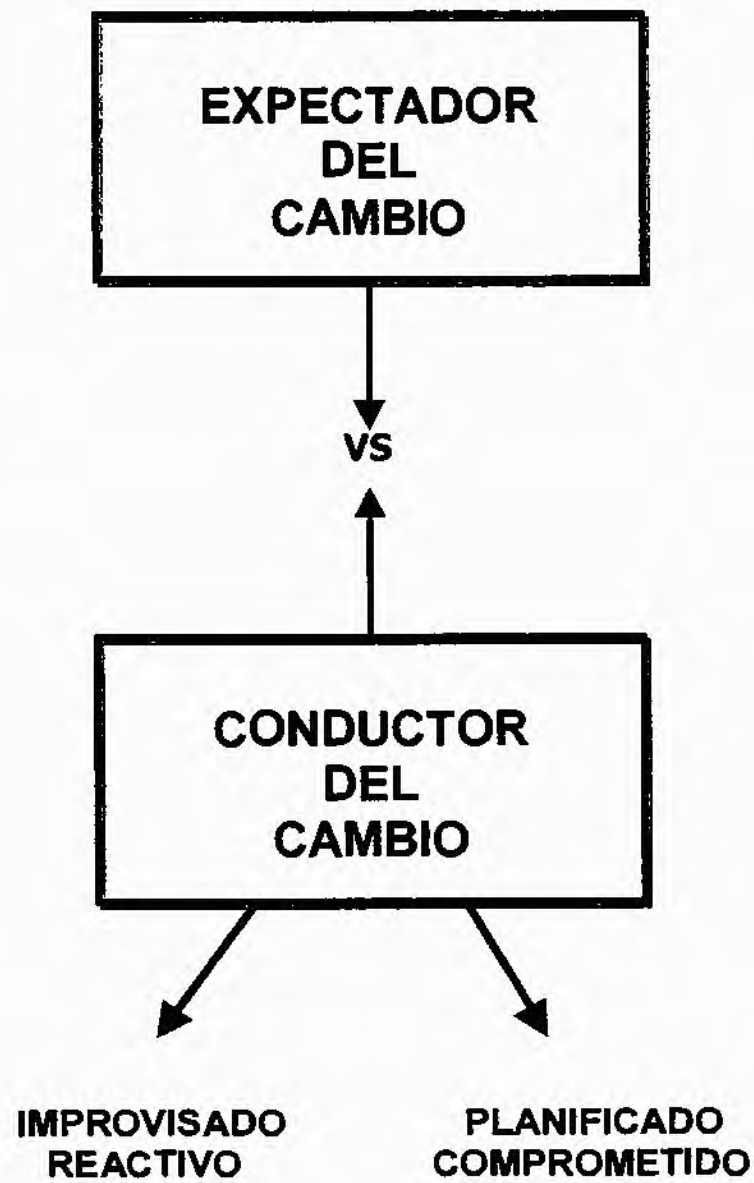 EXPECTADOR
DEL
CAMBIO
VS
CONDUCTOR
DEL
CAMBIO
IMPROVISADO
REACTIVO
PLANIFICADO
COMPROMETIDO